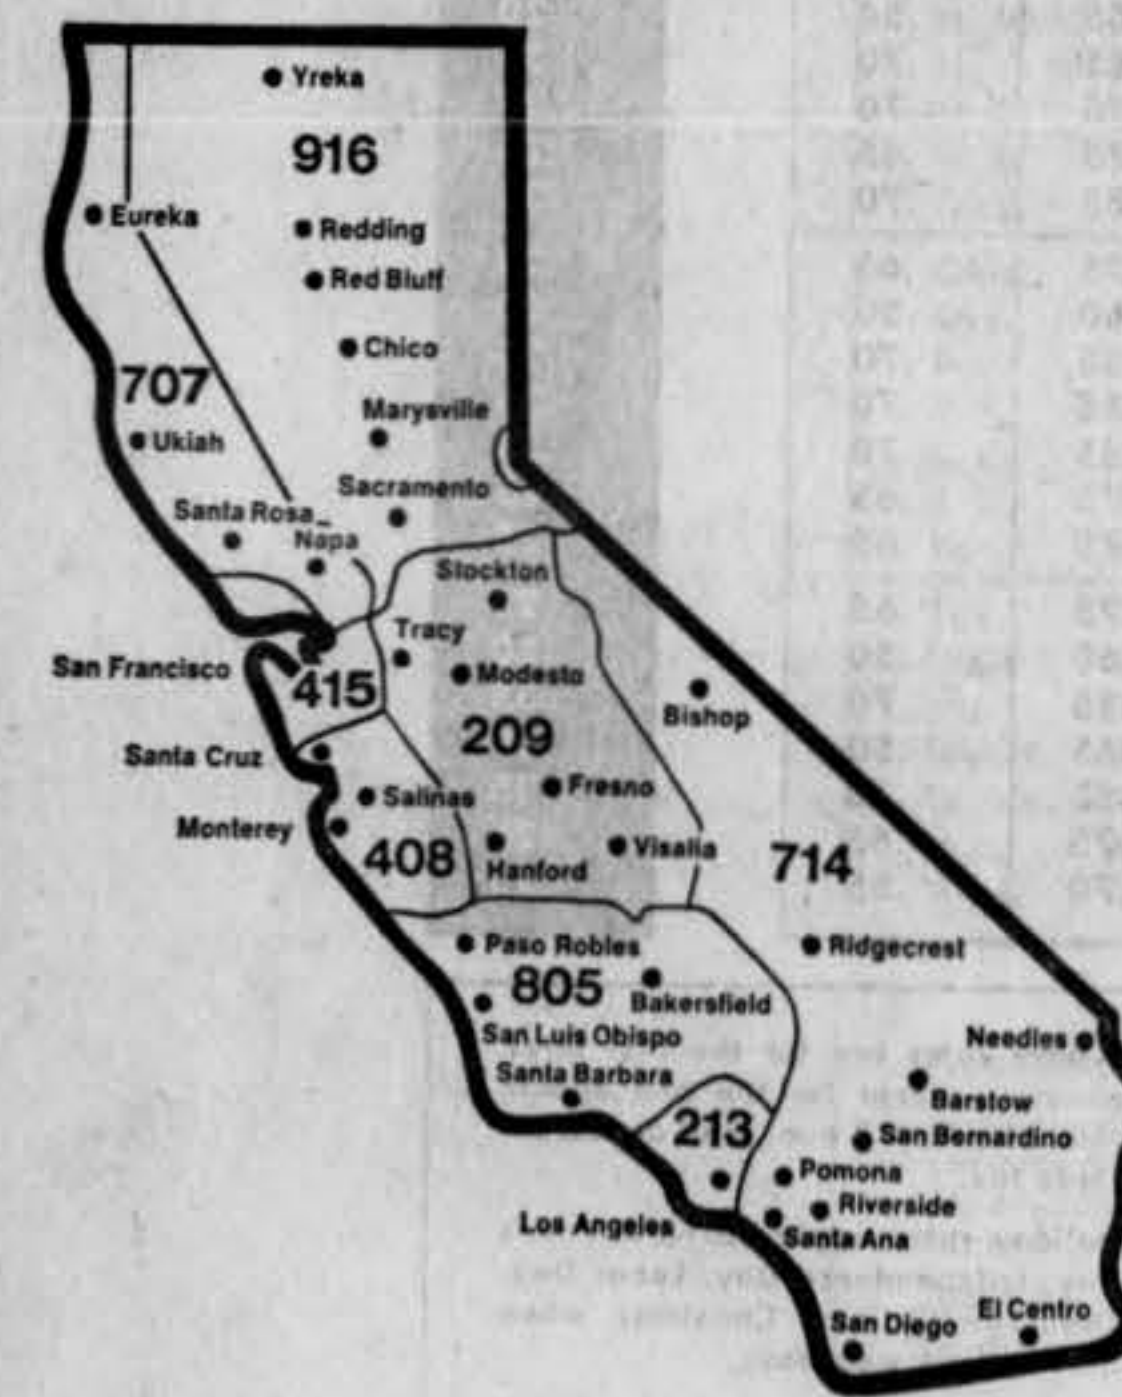 Yreka
916
Eureka
Redding
Red Bluff
Chico
707
Marysville
Ukiah
Sacramento
Santa Rosa
Napa
Stockton
Tracy
San Francisco
415
Modesto
Bishop
209
Santa Cruz
Fresno
Salinas
Monterey
408
Hanford
Visalia
714
Paso Robles
Ridgecrest
805
Bakersfield
San Luis Obispo
Needles
Santa Barbara
Barstow
213
San Bernardino
Pomona
Riverside
Los Angeles
Santa Ana
El Centro
San Diego